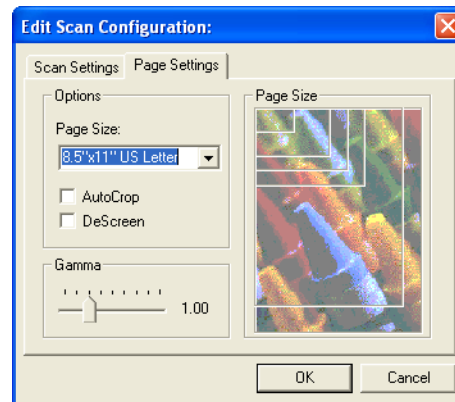 Edit Scan Configuration:
Scan Settings
Page Settings
Options
Page Size:
8.5"x11" US Letter
AutoCrop
DeScreen
Gamma
1.00
Page Size
OK
Cancel